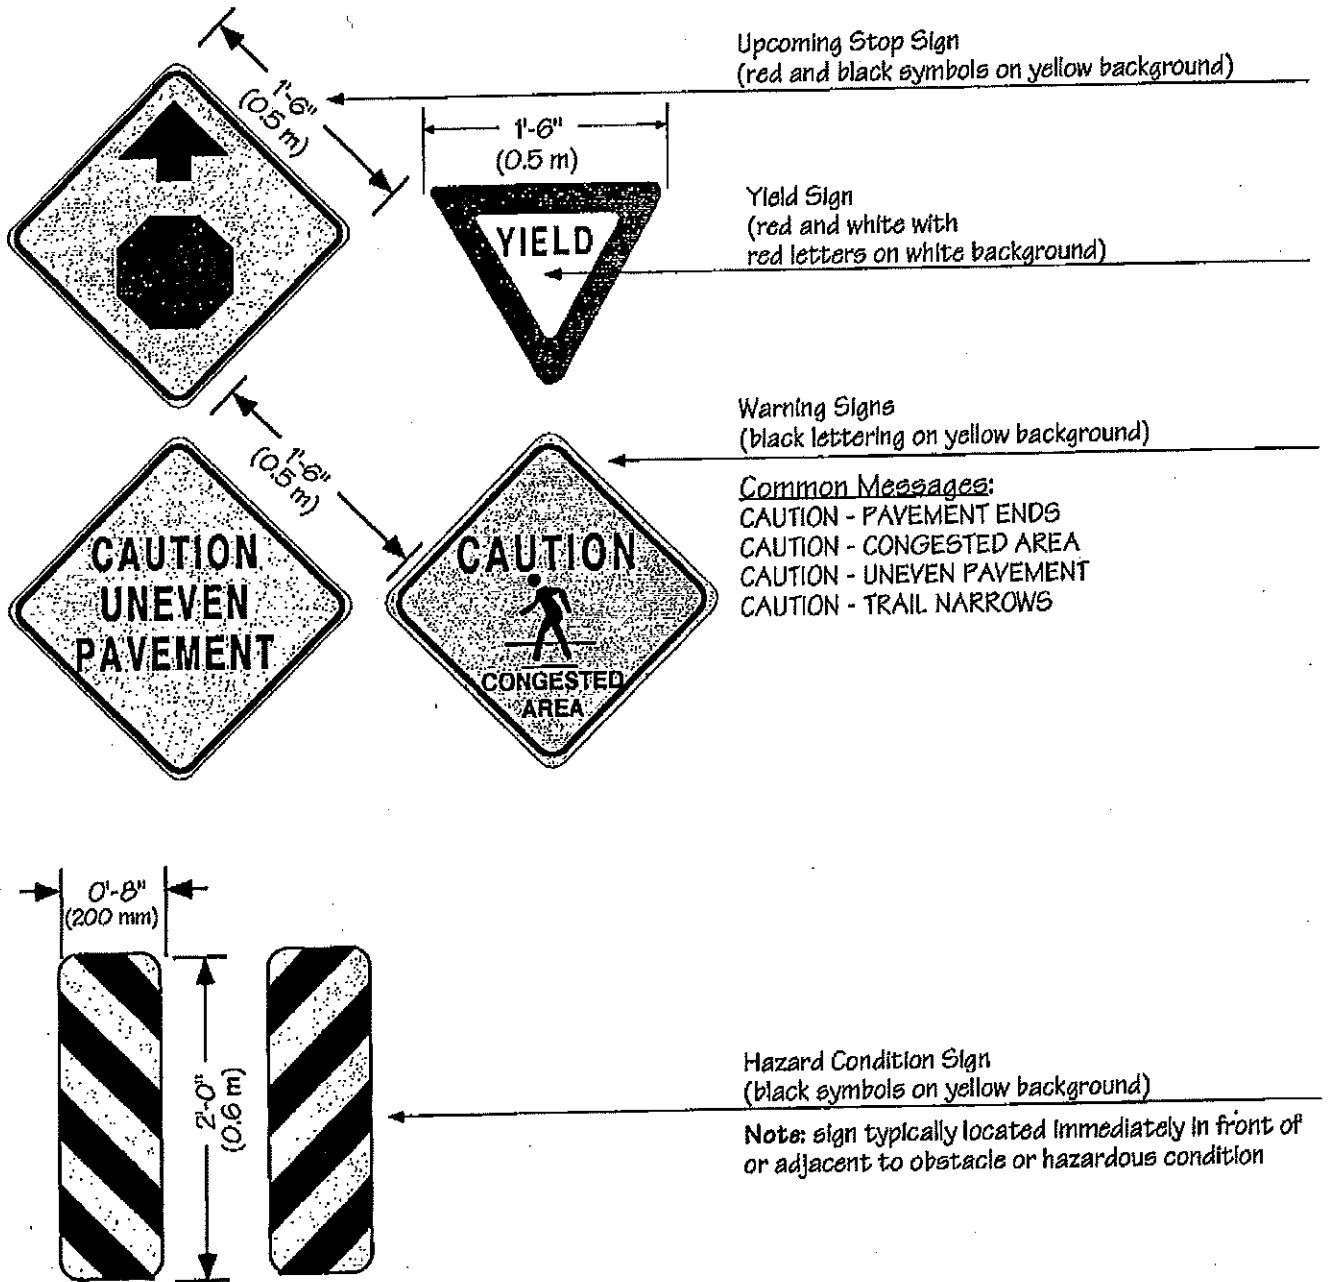 Upcoming Stop Sign
(red and black symbols on yellow background)
1'-6"
(0.5 m)
1'-6"
(0.5 m)
YIELD
Yield Sign
(red and white with
red letters on white background)
1'-6"
(0.5 m)
Warning Signs
(black lettering on yellow background)
Common Messages:
CAUTION - PAVEMENT ENDS
CAUTION - CONGESTED AREA
CAUTION - UNEVEN PAVEMENT
CAUTION - TRAIL NARROWS
CAUTION
UNEVEN
PAVEMENT
CAUTION
CONGESTED
AREA
0'-8"
(200 mm)
2'-0"
(0.6 m)
Hazard Condition Sign
(black symbols on yellow background)
Note: sign typically located immediately in front of
or adjacent to obstacle or hazardous condition